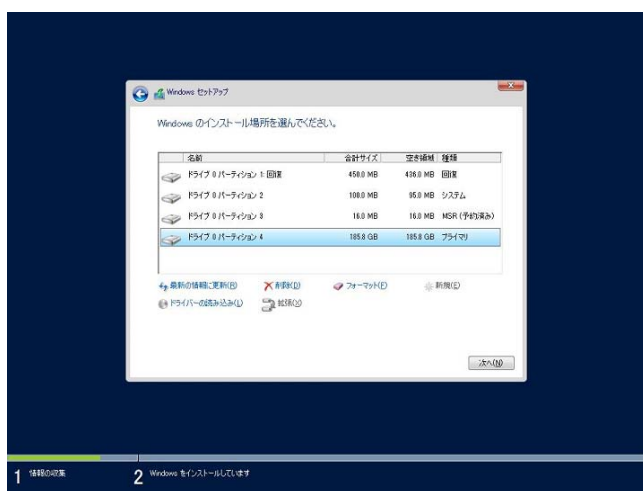 Windows セットアップ
Windows のインストール場所を選んでください。
名前 合計サイズ 空き領域 種類
ドライブ 0 パーティション 1: 回復 450.0 MB 436.0 MB 回復
ドライブ 0 パーティション 2 100.0 MB 95.0 MB システム
ドライブ 0 パーティション 3 16.0 MB 16.0 MB MSR (予約済み)
ドライブ 0 パーティション 4 185.8 GB 185.8 GB プライマリ
最新の情報に更新(R) 削除(D) フォーマット(F) 新規(E)
ドライバーの読み込み(L) 拡張(X)
次へ(N)
1 情報の収集 2 Windows をインストールしています